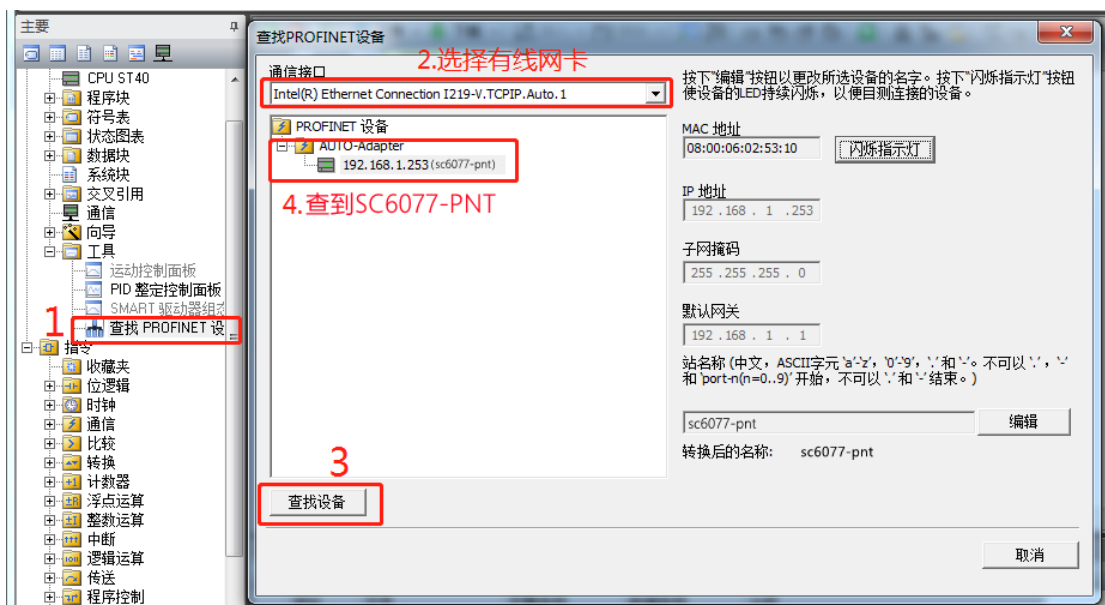 主要
CPU ST40
程序块
符号表
状态图表
数据块
系统块
交叉引用
通信
向导
工具
运动控制面板
PID 整定控制面板
SMART 驱动器组态
1
查找 PROFINET 设
指令
收藏夹
位逻辑
时钟
通信
比较
转换
计数器
浮点运算
整数运算
中断
逻辑运算
传送
程序控制
查找PROFINET设备
通信接口
2.选择有线网卡
Intel(R) Ethernet Connection I219-V.TCPIP.Auto.1
PROFINET 设备
AUTO-Adapter
192.168.1.253(sc6077-pnt)
4.查到SC6077-PNT
3
查找设备
按下"编辑"按钮以更改所选设备的名字。按下"闪烁指示灯"按钮
使设备的LED持续闪烁，以便目测连接的设备。
MAC 地址
08:00:06:02:53:10
闪烁指示灯
IP 地址
192 .168 . 1 .253
子网掩码
255 .255 .255 . 0
默认网关
192 .168 . 1 . 1
站名称 (中文，ASCII字元 'a'-'z'，'0'-'9'，'.' 和 '-'。不可以 '.'，'-'
和 'port-n(n=0..9)' 开始，不可以 '.' 和 '-' 结束。)
sc6077-pnt
编辑
转换后的名称: sc6077-pnt
取消